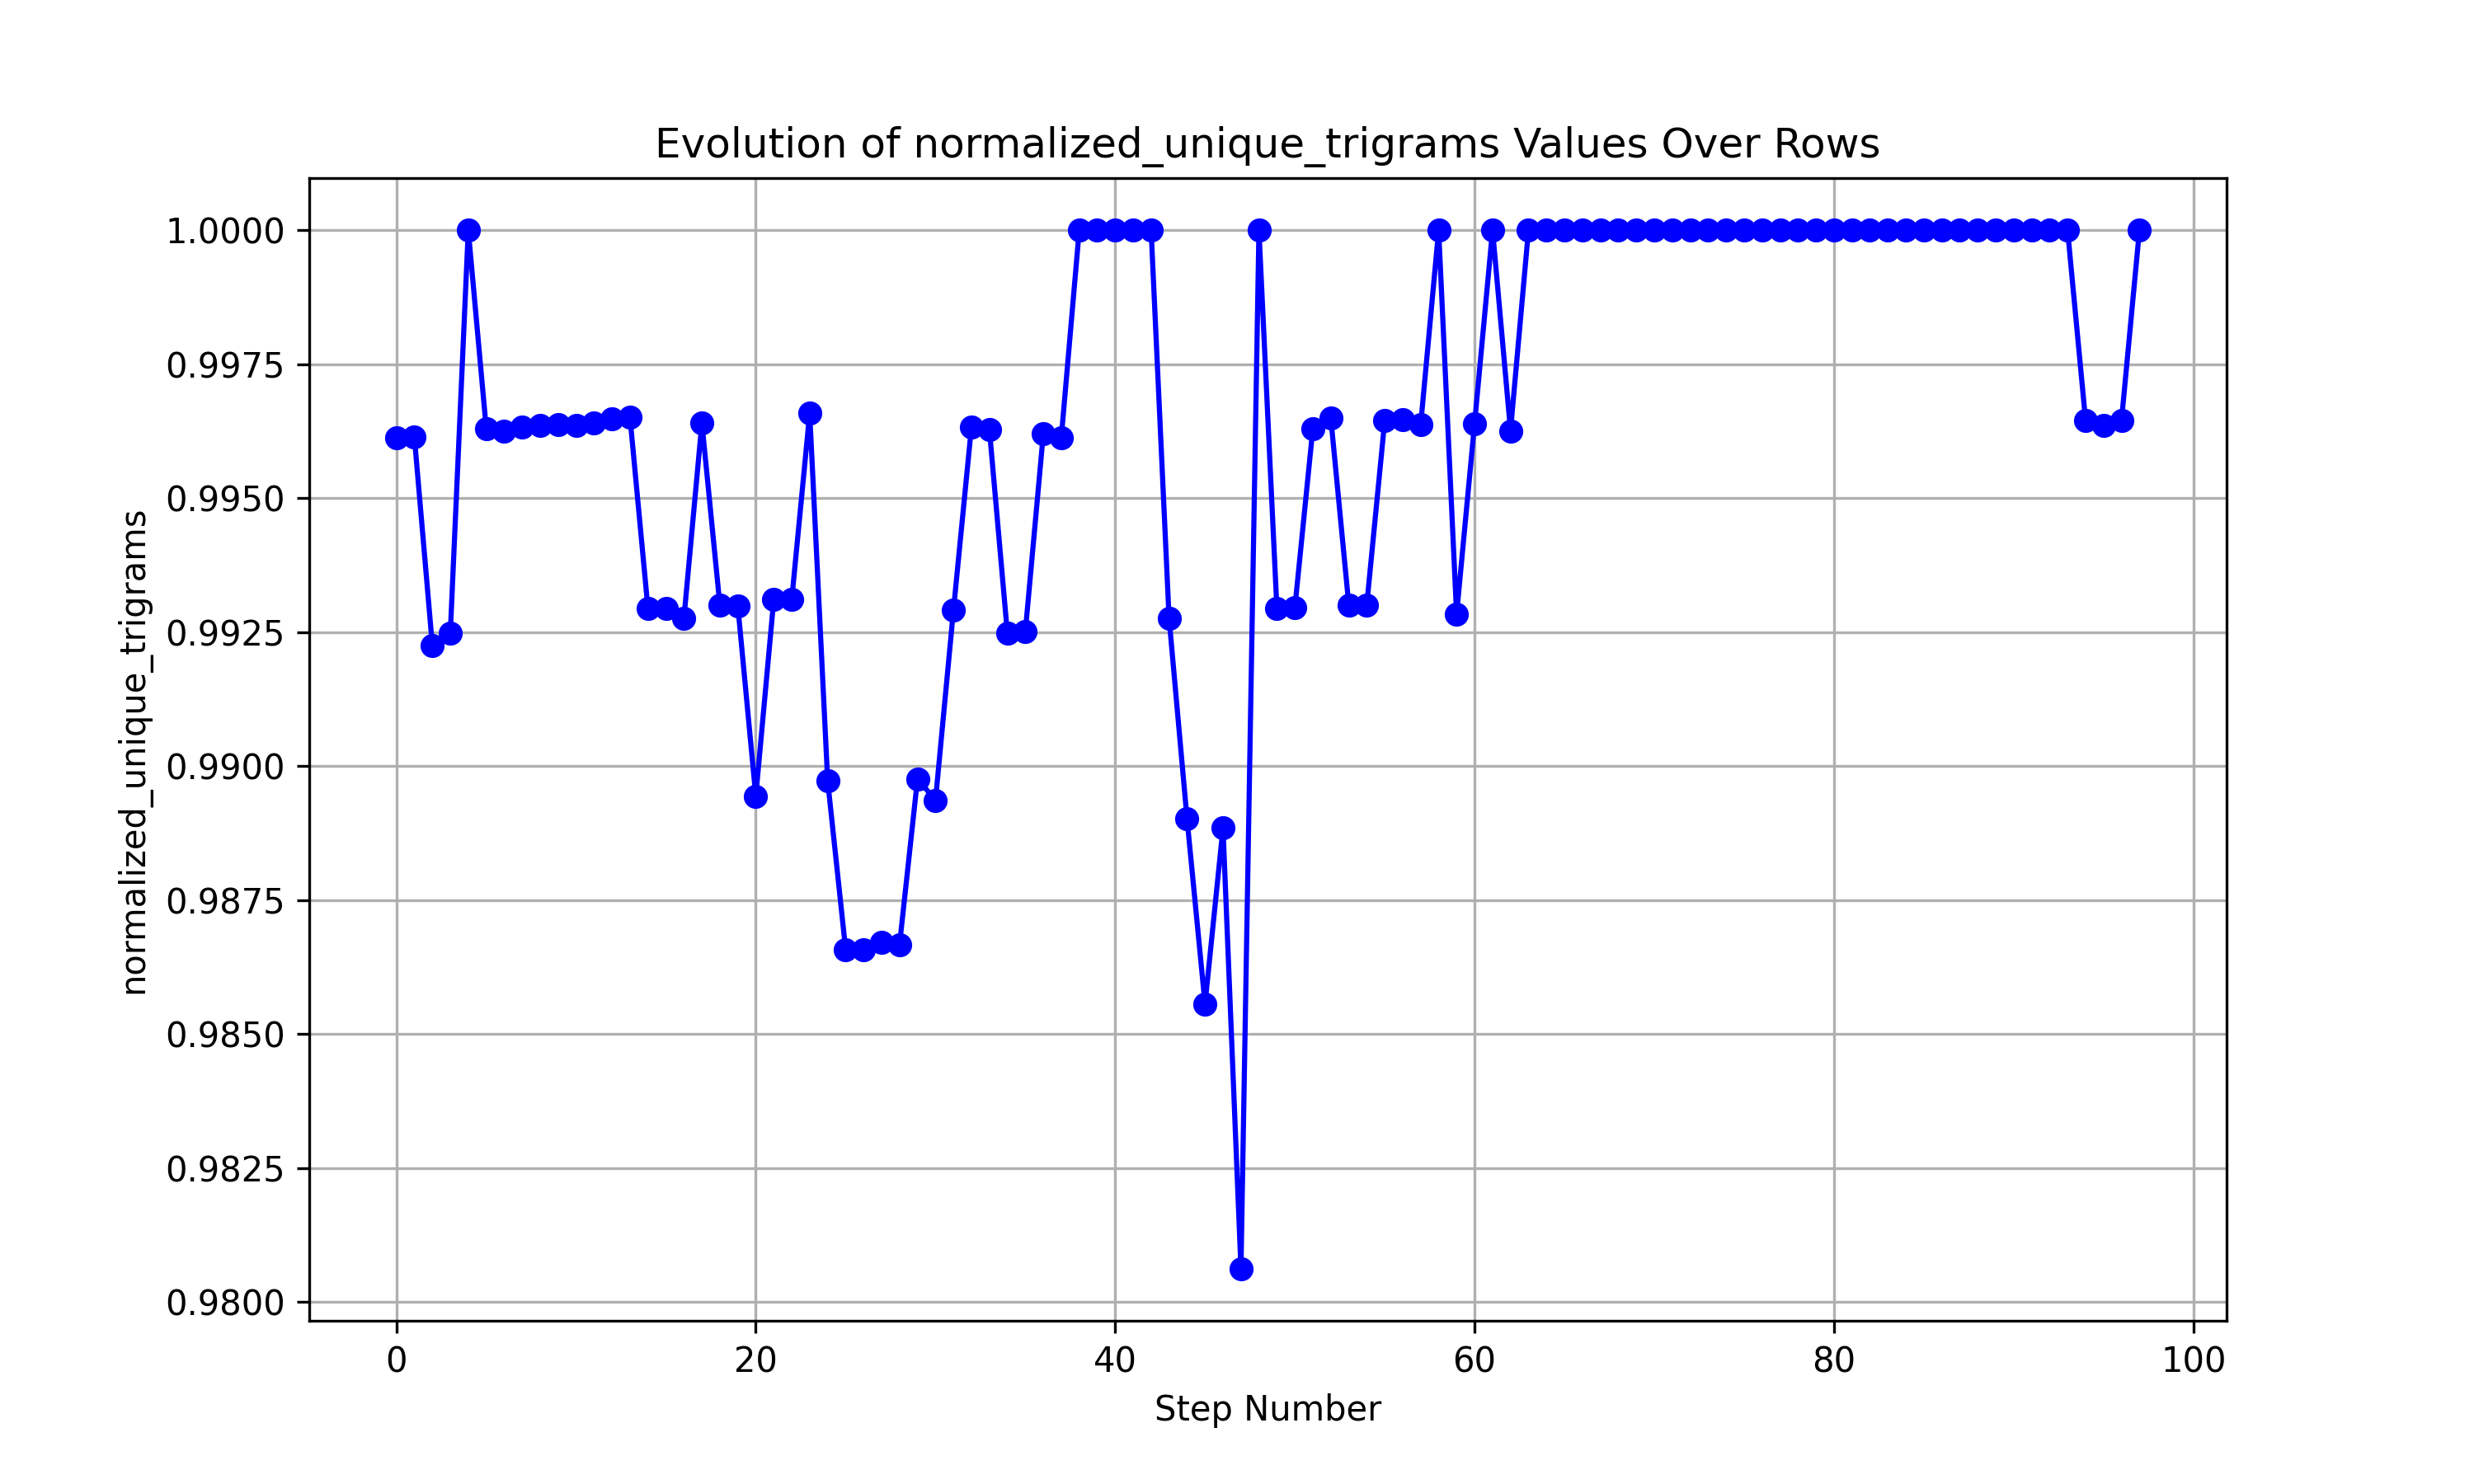 Evolution of normalized_unique_trigrams Values Over Rows
normalized_unique_trigrams
1.0000
0.9975
0.9950
0.9925
0.9900
0.9875
0.9850
0.9825
0.9800
0 20 40 60 80 100
Step Number